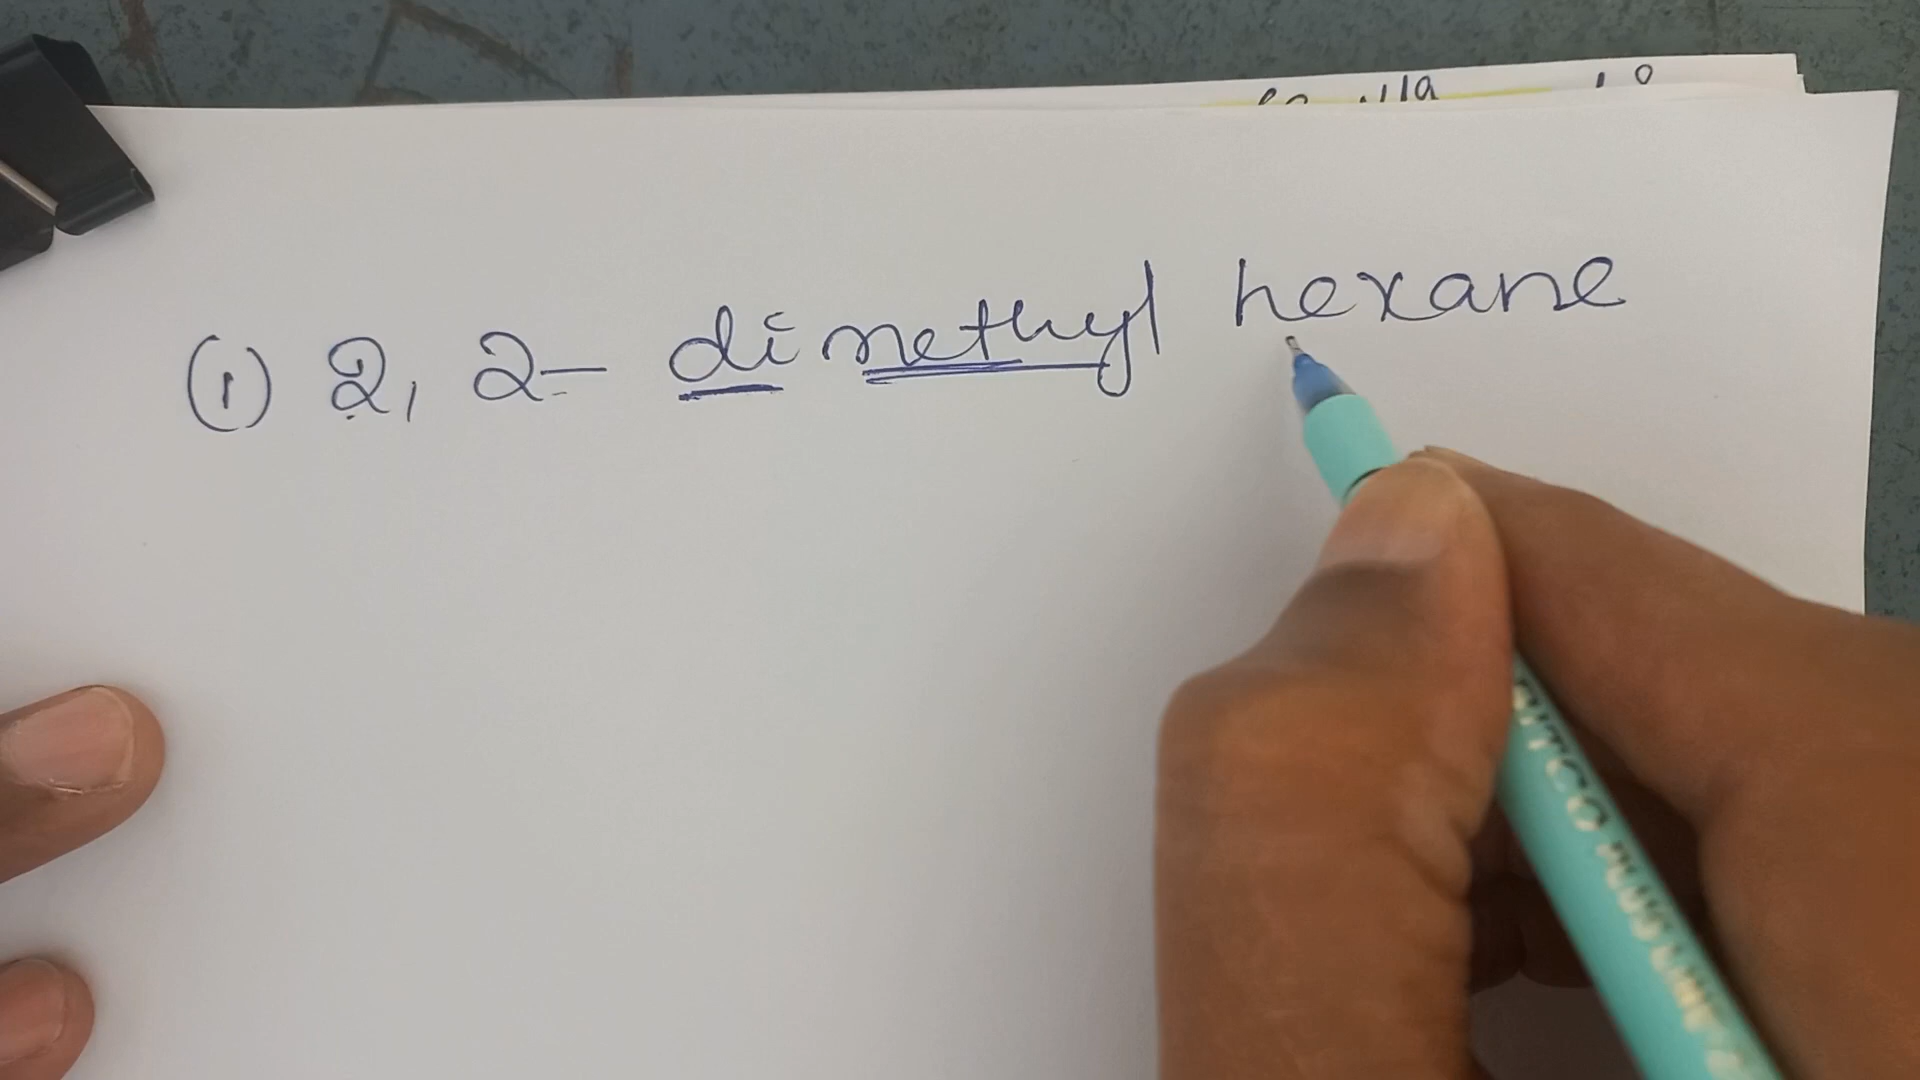 (1) 2, 2- dimethyl hexane